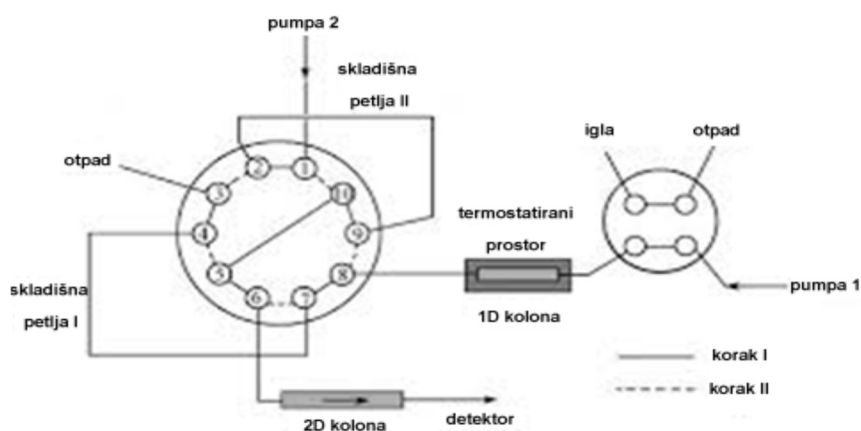 pumpa 2
skladišna
petlja II
igla
otpad
otpad
2
1
3
10
4
9
5
8
6
7
termostatirani
prostor
skladišna
petlja I
1D kolona
pumpa 1
korak I
korak II
2D kolona
detektor